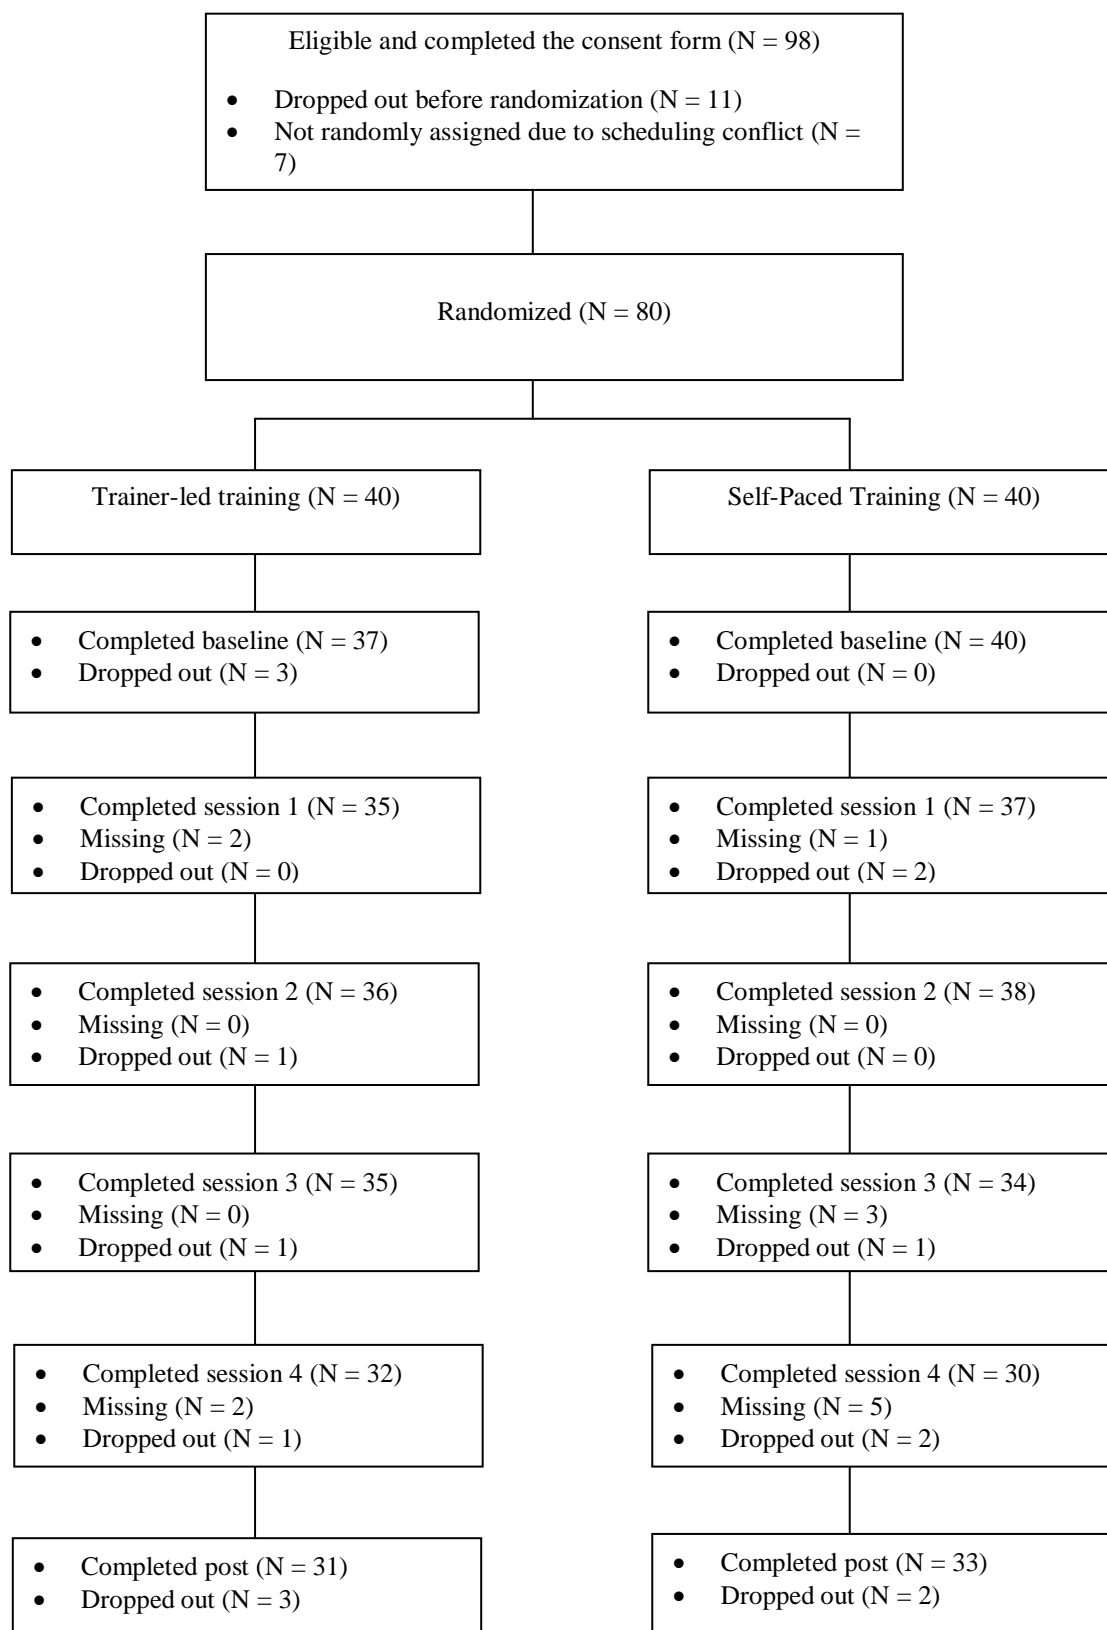 Eligible and completed the consent form (N = 98)
• Dropped out before randomization (N = 11)
• Not randomly assigned due to scheduling conflict (N =
7)
Randomized (N = 80)
Trainer-led training (N = 40)
Self-Paced Training (N = 40)
• Completed baseline (N = 37)
• Dropped out (N = 3)
• Completed baseline (N = 40)
• Dropped out (N = 0)
• Completed session 1 (N = 35)
• Missing (N = 2)
• Dropped out (N = 0)
• Completed session 1 (N = 37)
• Missing (N = 1)
• Dropped out (N = 2)
• Completed session 2 (N = 36)
• Missing (N = 0)
• Dropped out (N = 1)
• Completed session 2 (N = 38)
• Missing (N = 0)
• Dropped out (N = 0)
• Completed session 3 (N = 35)
• Missing (N = 0)
• Dropped out (N = 1)
• Completed session 3 (N = 34)
• Missing (N = 3)
• Dropped out (N = 1)
• Completed session 4 (N = 32)
• Missing (N = 2)
• Dropped out (N = 1)
• Completed session 4 (N = 30)
• Missing (N = 5)
• Dropped out (N = 2)
• Completed post (N = 31)
• Dropped out (N = 3)
• Completed post (N = 33)
• Dropped out (N = 2)